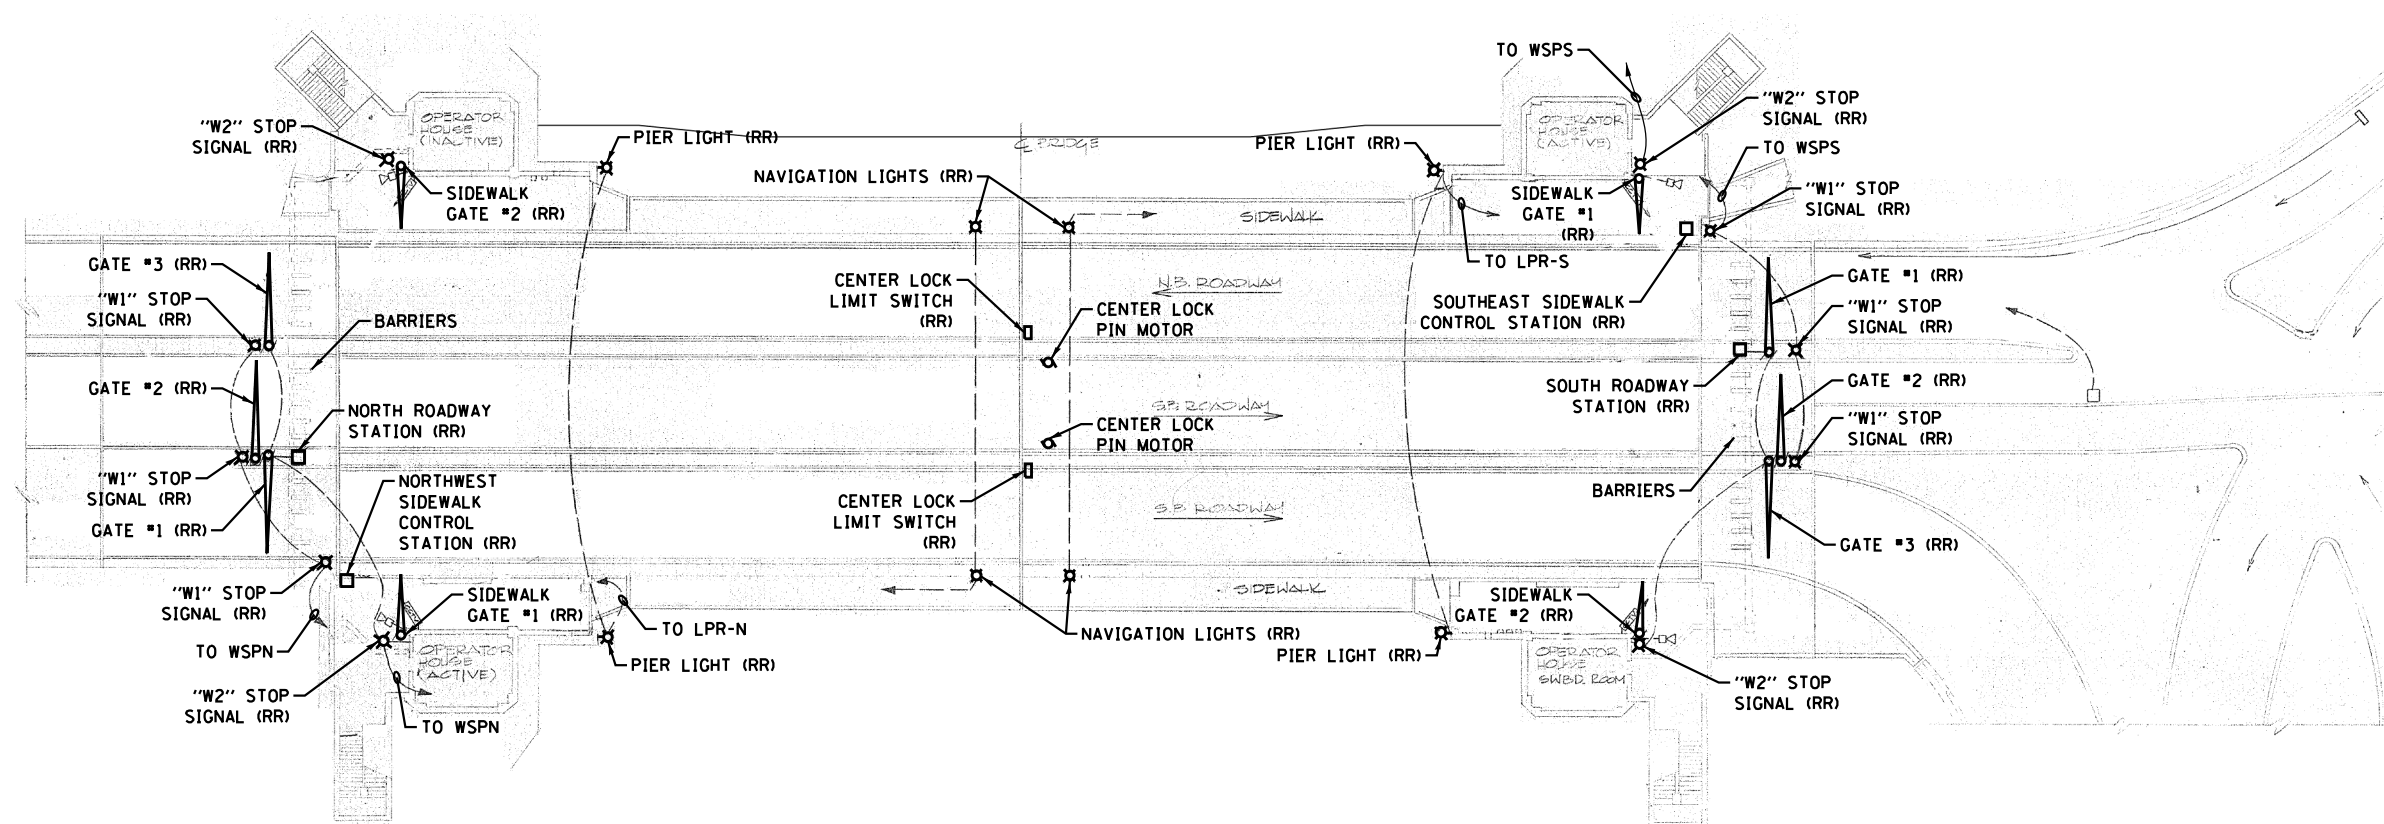 TO WSPS
"W2" STOP
SIGNAL (RR)
TO WSPS
"W1" STOP
SIGNAL (RR)
"W2" STOP
SIGNAL (RR)
OPERATOR
HOUSE
(INACTIVE)
PIER LIGHT (RR)
℄ BRIDGE
PIER LIGHT (RR)
OPERATOR
HOUSE
(ACTIVE)
SIDEWALK
GATE #2 (RR)
NAVIGATION LIGHTS (RR)
SIDEWALK
SIDEWALK
GATE #1
(RR)
TO LPR-S
GATE #3 (RR)
"W1" STOP
SIGNAL (RR)
BARRIERS
CENTER LOCK
LIMIT SWITCH
(RR)
N.B. ROADWAY
CENTER LOCK
PIN MOTOR
SOUTHEAST SIDEWALK
CONTROL STATION (RR)
GATE #1 (RR)
"W1" STOP
SIGNAL (RR)
GATE #2 (RR)
NORTH ROADWAY
STATION (RR)
S.B. ROADWAY
CENTER LOCK
PIN MOTOR
SOUTH ROADWAY
STATION (RR)
GATE #2 (RR)
"W1" STOP
SIGNAL (RR)
"W1" STOP
SIGNAL (RR)
GATE #1 (RR)
NORTHWEST
SIDEWALK
CONTROL
STATION (RR)
CENTER LOCK
LIMIT SWITCH
(RR)
S.B. ROADWAY
BARRIERS
GATE #3 (RR)
"W1" STOP
SIGNAL (RR)
SIDEWALK
GATE #1 (RR)
SIDEWALK
SIDEWALK
GATE #2 (RR)
TO WSPN
TO LPR-N
NAVIGATION LIGHTS (RR)
PIER LIGHT (RR)
PIER LIGHT (RR)
OPERATOR
HOUSE
(ACTIVE)
OPERATOR
HOUSE
SWBD. ROOM
"W2" STOP
SIGNAL (RR)
TO WSPN
"W2" STOP
SIGNAL (RR)